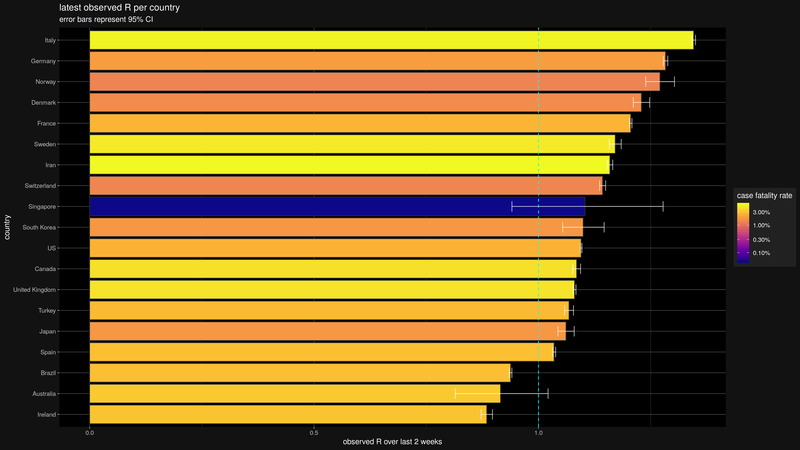 latest observed R per country
error bars represent 95% CI
country
Italy
Germany
Norway
Denmark
France
Sweden
Iran
Switzerland
Singapore
South Korea
US
Canada
United Kingdom
Turkey
Japan
Spain
Brazil
Australia
Ireland
0.0
0.5
1.0
observed R over last 2 weeks
case fatality rate
3.00%
1.00%
0.30%
0.10%